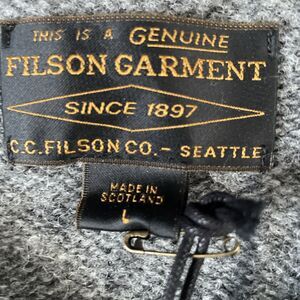 THIS IS A GENUINE
FILSON GARMENT
SINCE 1897
C.C. FILSON CO. – SEATTLE
MADE IN
SCOTLAND
L